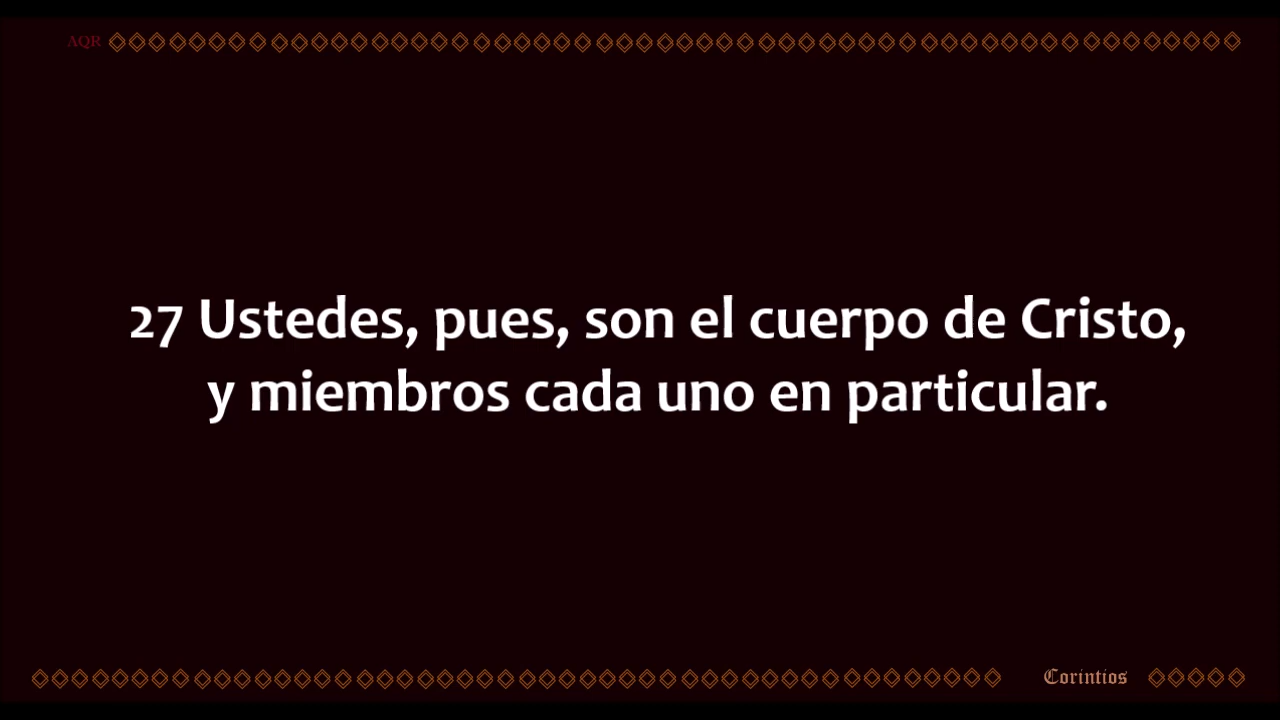 AQR
27 Ustedes, pues, son el cuerpo de Cristo,
y miembros cada uno en particular.
Corintios